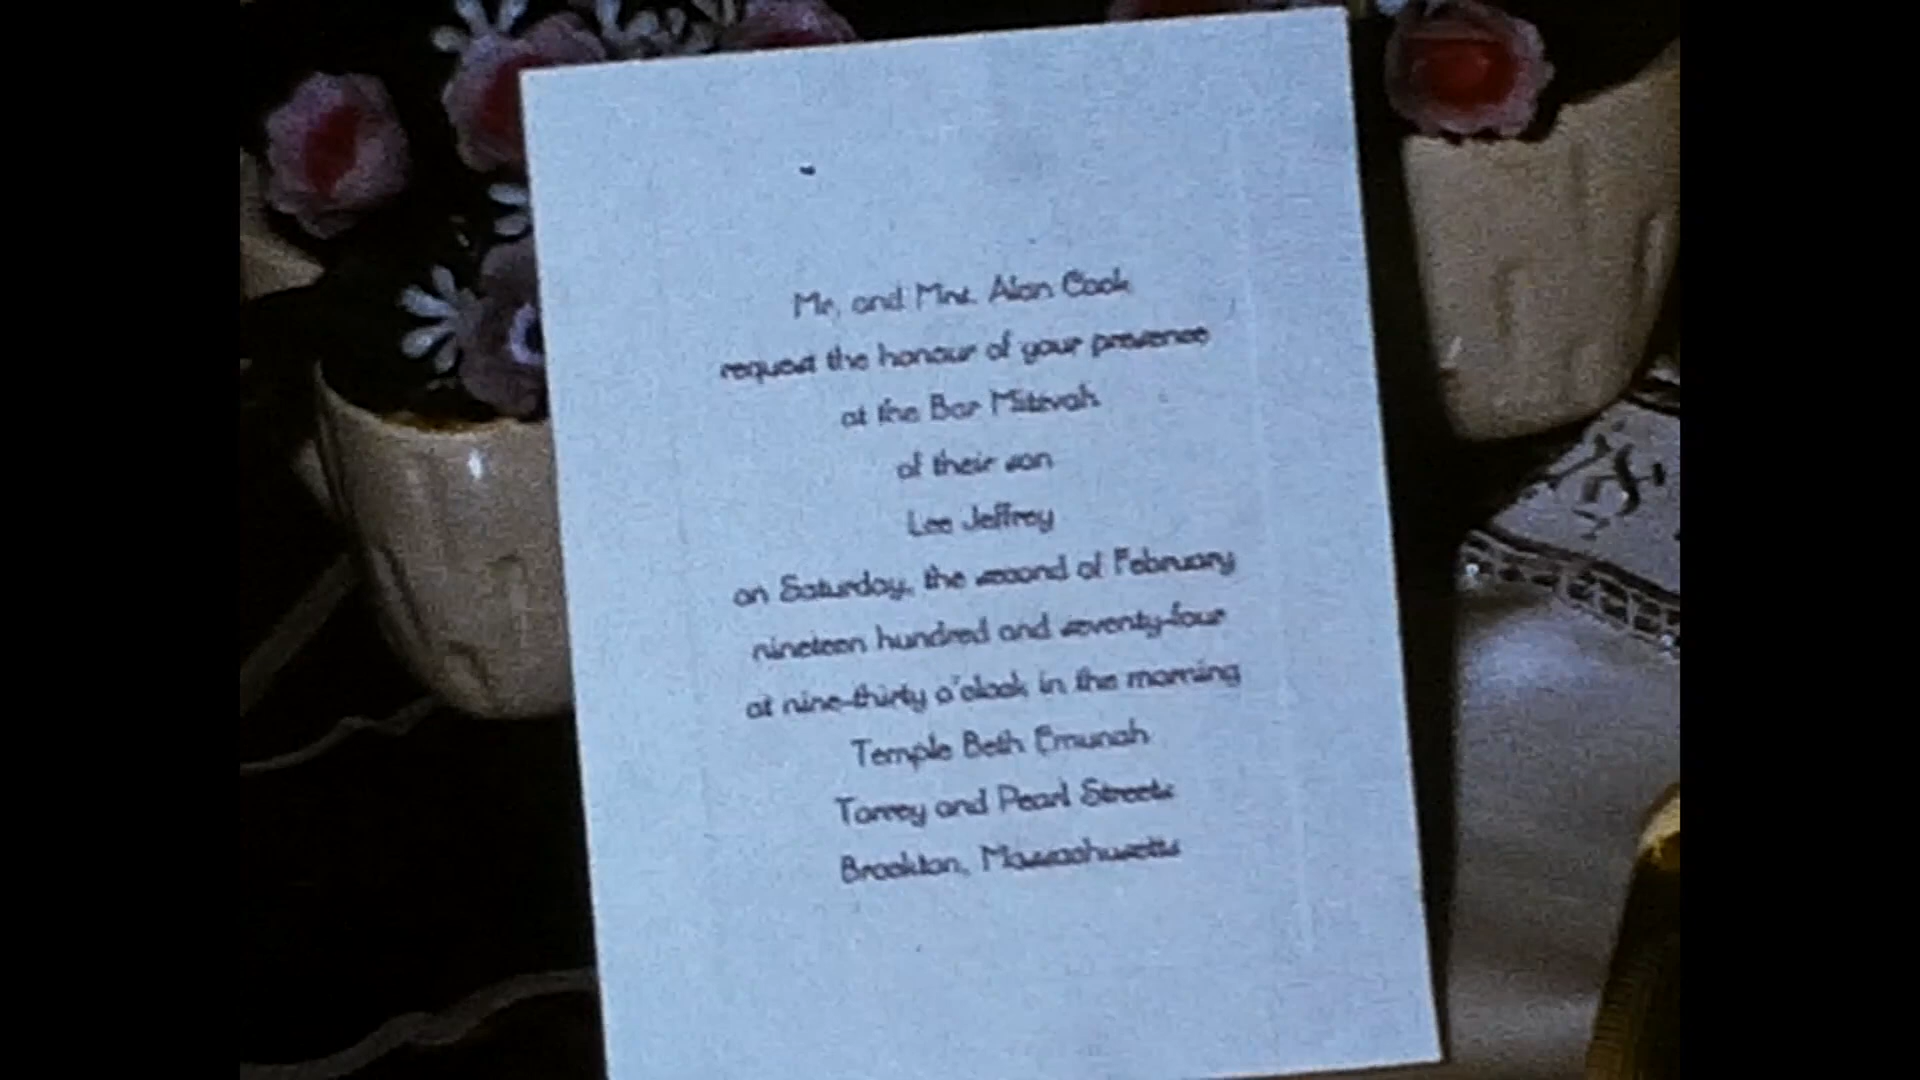 Mr. and Mrs. Alan Cook
request the honour of your presence
at the Bar Mitzvah
of their son
Lee Jeffrey
on Saturday, the second of February
nineteen hundred and seventy-four
at nine-thirty o'clock in the morning
Temple Beth Emunah
Torrey and Pearl Streets
Brockton, Massachusetts